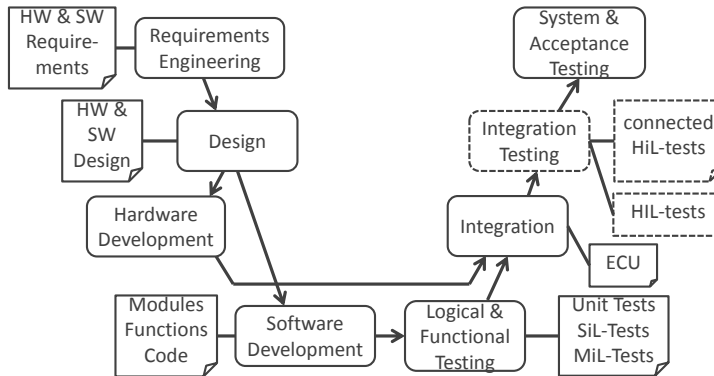 HW & SW
Require-
ments
Requirements
Engineering
System &
Acceptance
Testing
HW &
SW
Design
Design
Integration
Testing
connected
HiL-tests
HIL-tests
Hardware
Development
Integration
ECU
Modules
Functions
Code
Software
Development
Logical &
Functional
Testing
Unit Tests
SiL-Tests
MiL-Tests